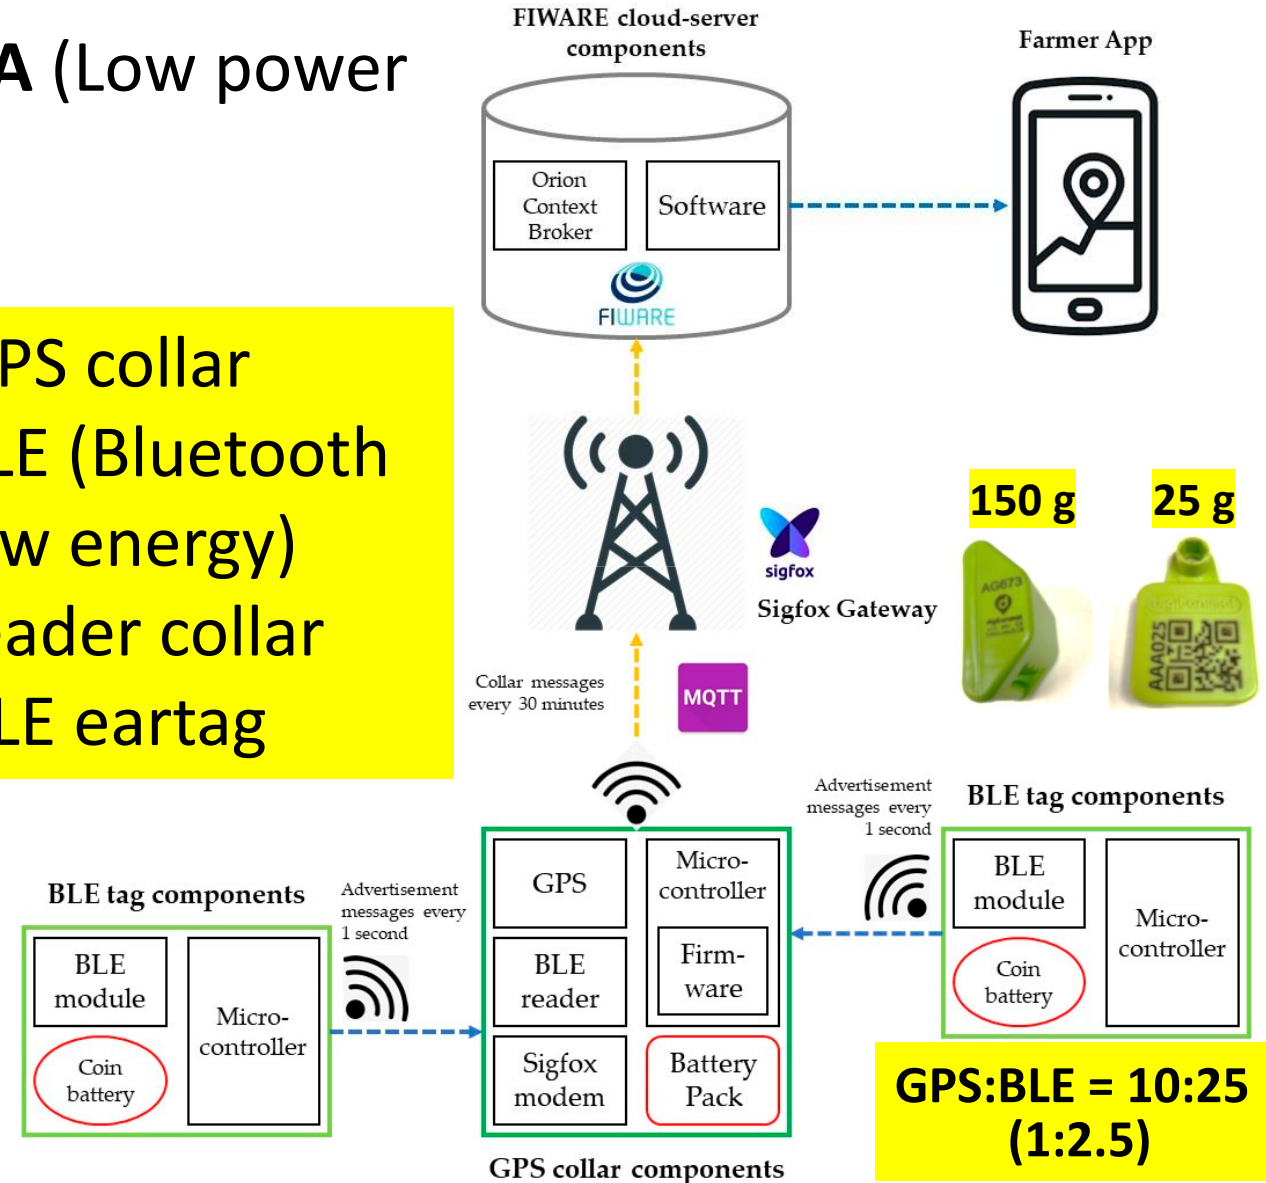 FIWARE cloud-server
components
Farmer App
A (Low power
Orion
Context
Broker
Software
FIWARE
PS collar
LE (Bluetooth
w energy)
eader collar
LE eartag
150 g
25 g
sigfox
Sigfox Gateway
AG673
AAA025
Collar messages
every 30 minutes
MQTT
Advertisement
messages every
1 second
BLE tag components
BLE
module
Coin
battery
Micro-
controller
BLE tag components
Advertisement
messages every
1 second
BLE
module
Coin
battery
Micro-
controller
GPS
BLE
reader
Sigfox
modem
Micro-
controller
Firm-
ware
Battery
Pack
GPS collar components
GPS:BLE = 10:25
(1:2.5)